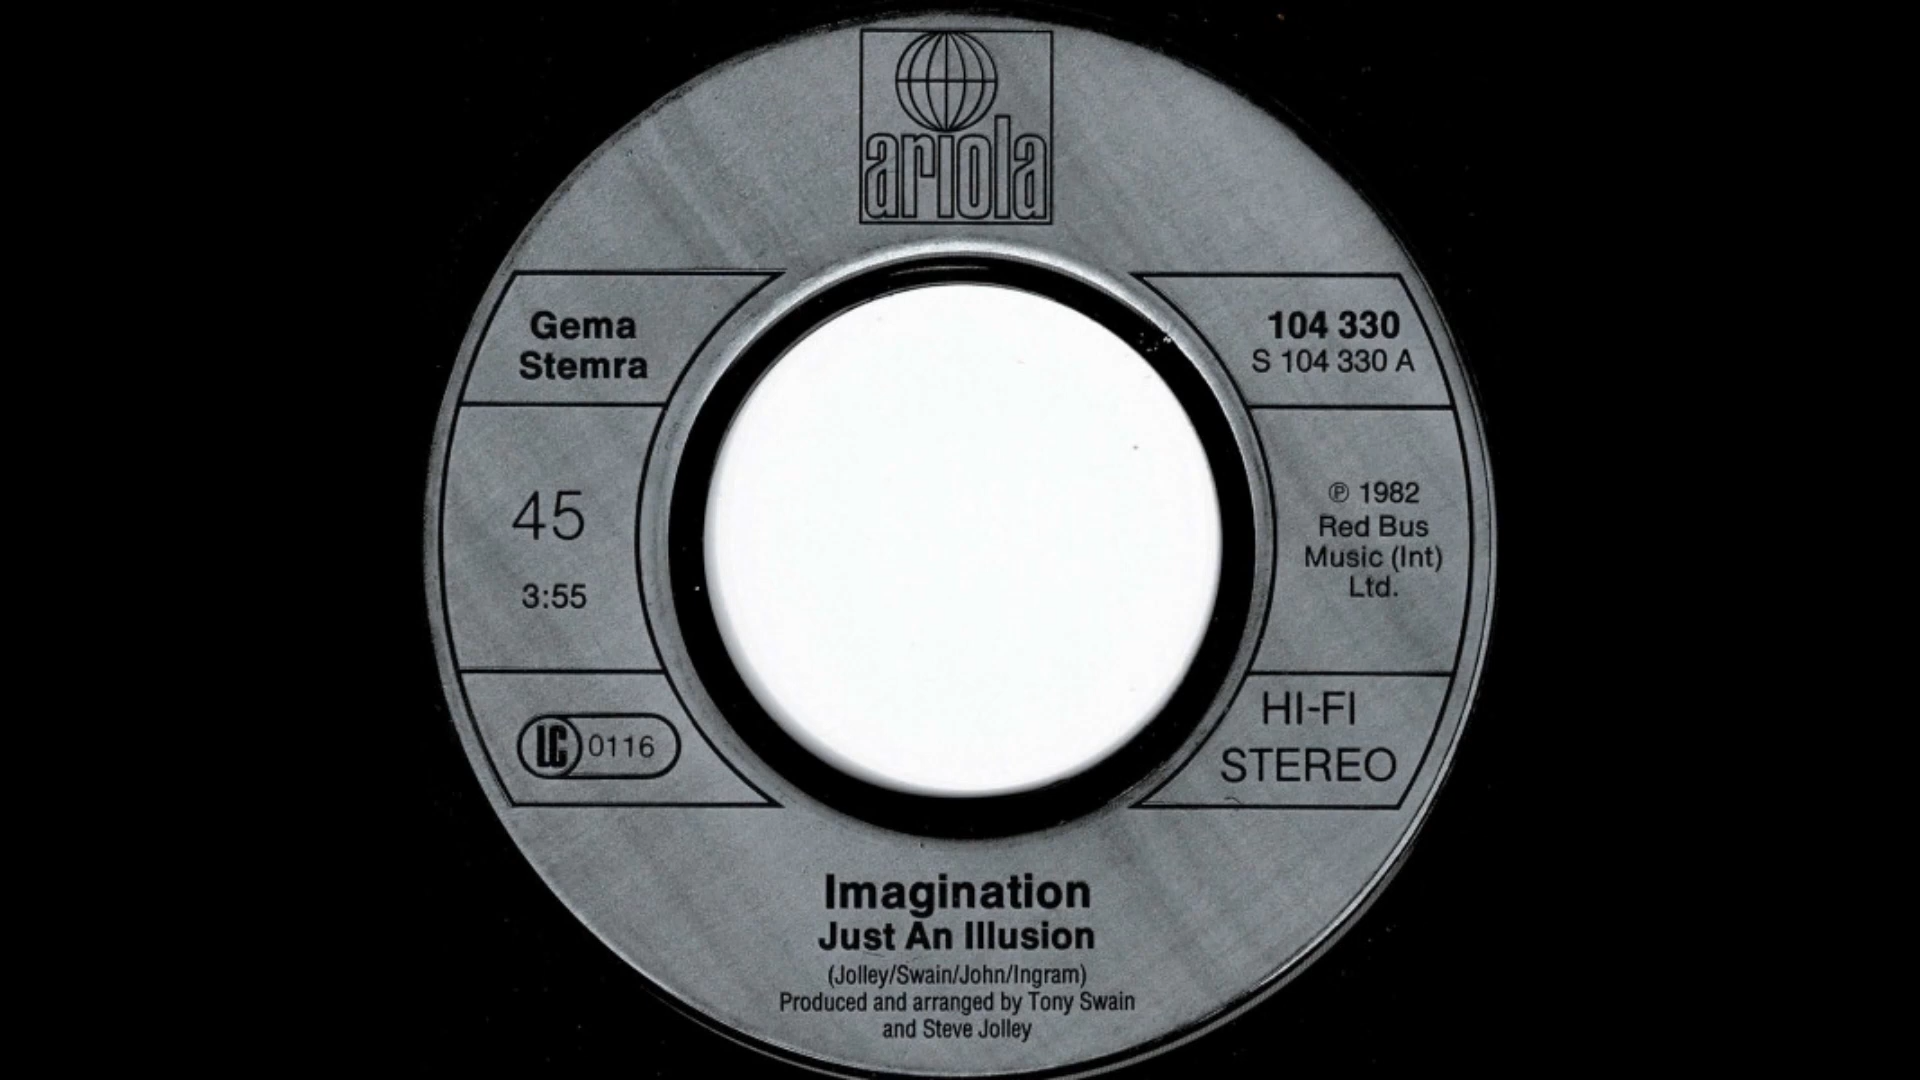 ariola
Gema
Stemra
104 330
S 104 330 A
45
3:55
℗ 1982
Red Bus
Music (Int)
Ltd.
LC 0116
HI-FI
STEREO
Imagination
Just An Illusion
(Jolley/Swain/John/Ingram)
Produced and arranged by Tony Swain
and Steve Jolley